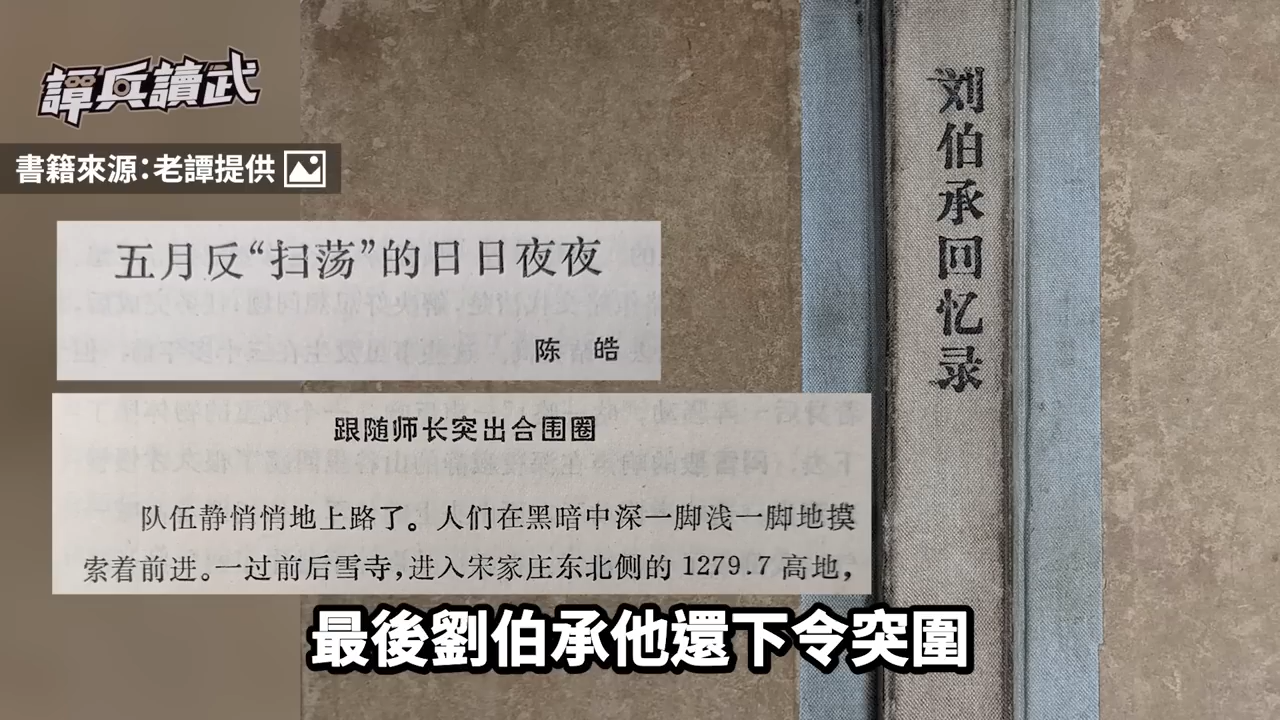 譚兵讀武
書籍來源:老譚提供
刘伯承回忆录
五月反“扫荡”的日日夜夜
陈 皓
跟随师长突出合围圈
队伍静悄悄地上路了。人们在黑暗中深一脚浅一脚地摸
索着前进。一过前后雪寺,进入宋家庄东北侧的 1279.7 高地,
最後劉伯承他還下令突圍